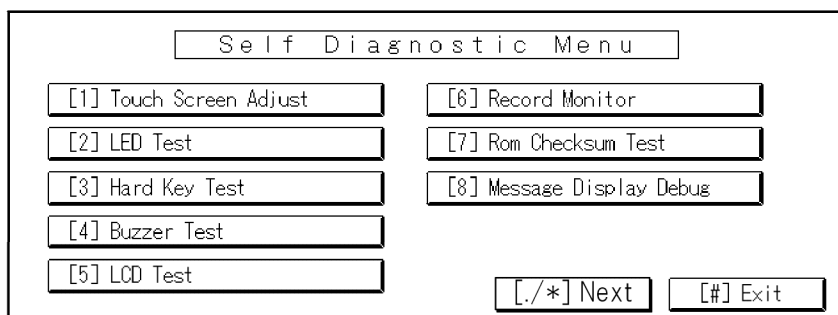 Self Diagnostic Menu
[1] Touch Screen Adjust
[2] LED Test
[3] Hard Key Test
[4] Buzzer Test
[5] LCD Test
[6] Record Monitor
[7] Rom Checksum Test
[8] Message Display Debug
[./*] Next
[#] Exit